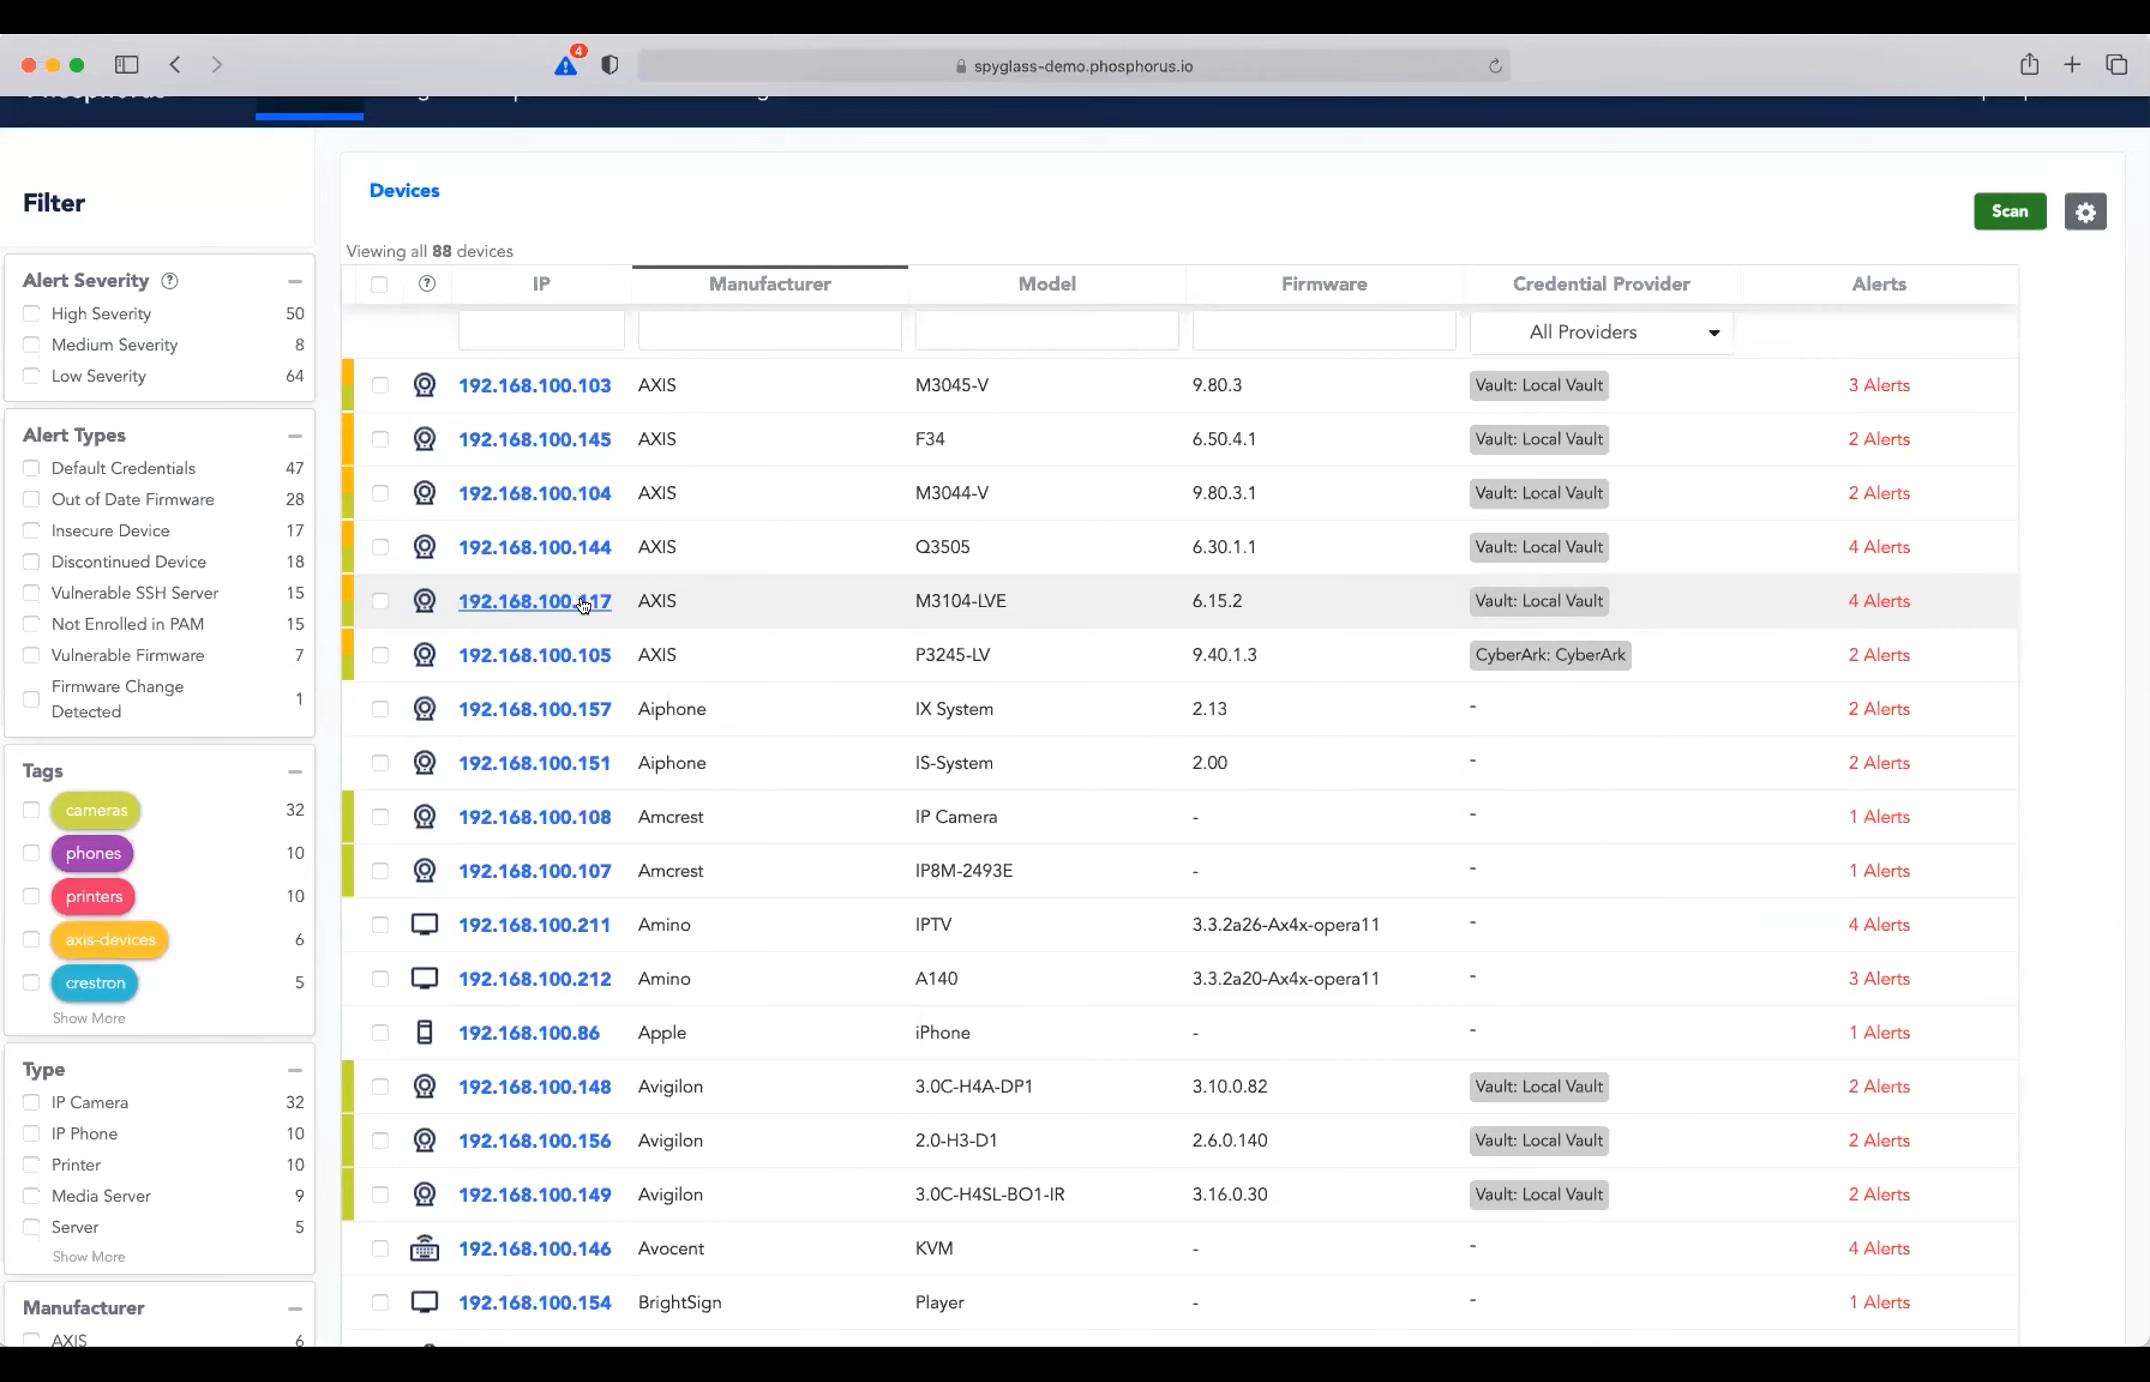 4
spyglass-demo.phosphorus.io
Filter
Alert Severity ?
High Severity 50
Medium Severity 8
Low Severity 64
Alert Types
Default Credentials 47
Out of Date Firmware 28
Insecure Device 17
Discontinued Device 18
Vulnerable SSH Server 15
Not Enrolled in PAM 15
Vulnerable Firmware 7
Firmware Change
Detected 1
Tags
cameras 32
phones 10
printers 10
axis-devices 6
crestron 5
Show More
Type
IP Camera 32
IP Phone 10
Printer 10
Media Server 9
Server 5
Show More
Manufacturer
AXIS 6
Devices
Scan
Viewing all 88 devices
? IP Manufacturer Model Firmware Credential Provider Alerts
All Providers
192.168.100.103 AXIS M3045-V 9.80.3 Vault: Local Vault 3 Alerts
192.168.100.145 AXIS F34 6.50.4.1 Vault: Local Vault 2 Alerts
192.168.100.104 AXIS M3044-V 9.80.3.1 Vault: Local Vault 2 Alerts
192.168.100.144 AXIS Q3505 6.30.1.1 Vault: Local Vault 4 Alerts
192.168.100.117 AXIS M3104-LVE 6.15.2 Vault: Local Vault 4 Alerts
192.168.100.105 AXIS P3245-LV 9.40.1.3 CyberArk: CyberArk 2 Alerts
192.168.100.157 Aiphone IX System 2.13 - 2 Alerts
192.168.100.151 Aiphone IS-System 2.00 - 2 Alerts
192.168.100.108 Amcrest IP Camera - - 1 Alerts
192.168.100.107 Amcrest IP8M-2493E - - 1 Alerts
192.168.100.211 Amino IPTV 3.3.2a26-Ax4x-opera11 - 4 Alerts
192.168.100.212 Amino A140 3.3.2a20-Ax4x-opera11 - 3 Alerts
192.168.100.86 Apple iPhone - - 1 Alerts
192.168.100.148 Avigilon 3.0C-H4A-DP1 3.10.0.82 Vault: Local Vault 2 Alerts
192.168.100.156 Avigilon 2.0-H3-D1 2.6.0.140 Vault: Local Vault 2 Alerts
192.168.100.149 Avigilon 3.0C-H4SL-BO1-IR 3.16.0.30 Vault: Local Vault 2 Alerts
192.168.100.146 Avocent KVM - - 4 Alerts
192.168.100.154 BrightSign Player - - 1 Alerts